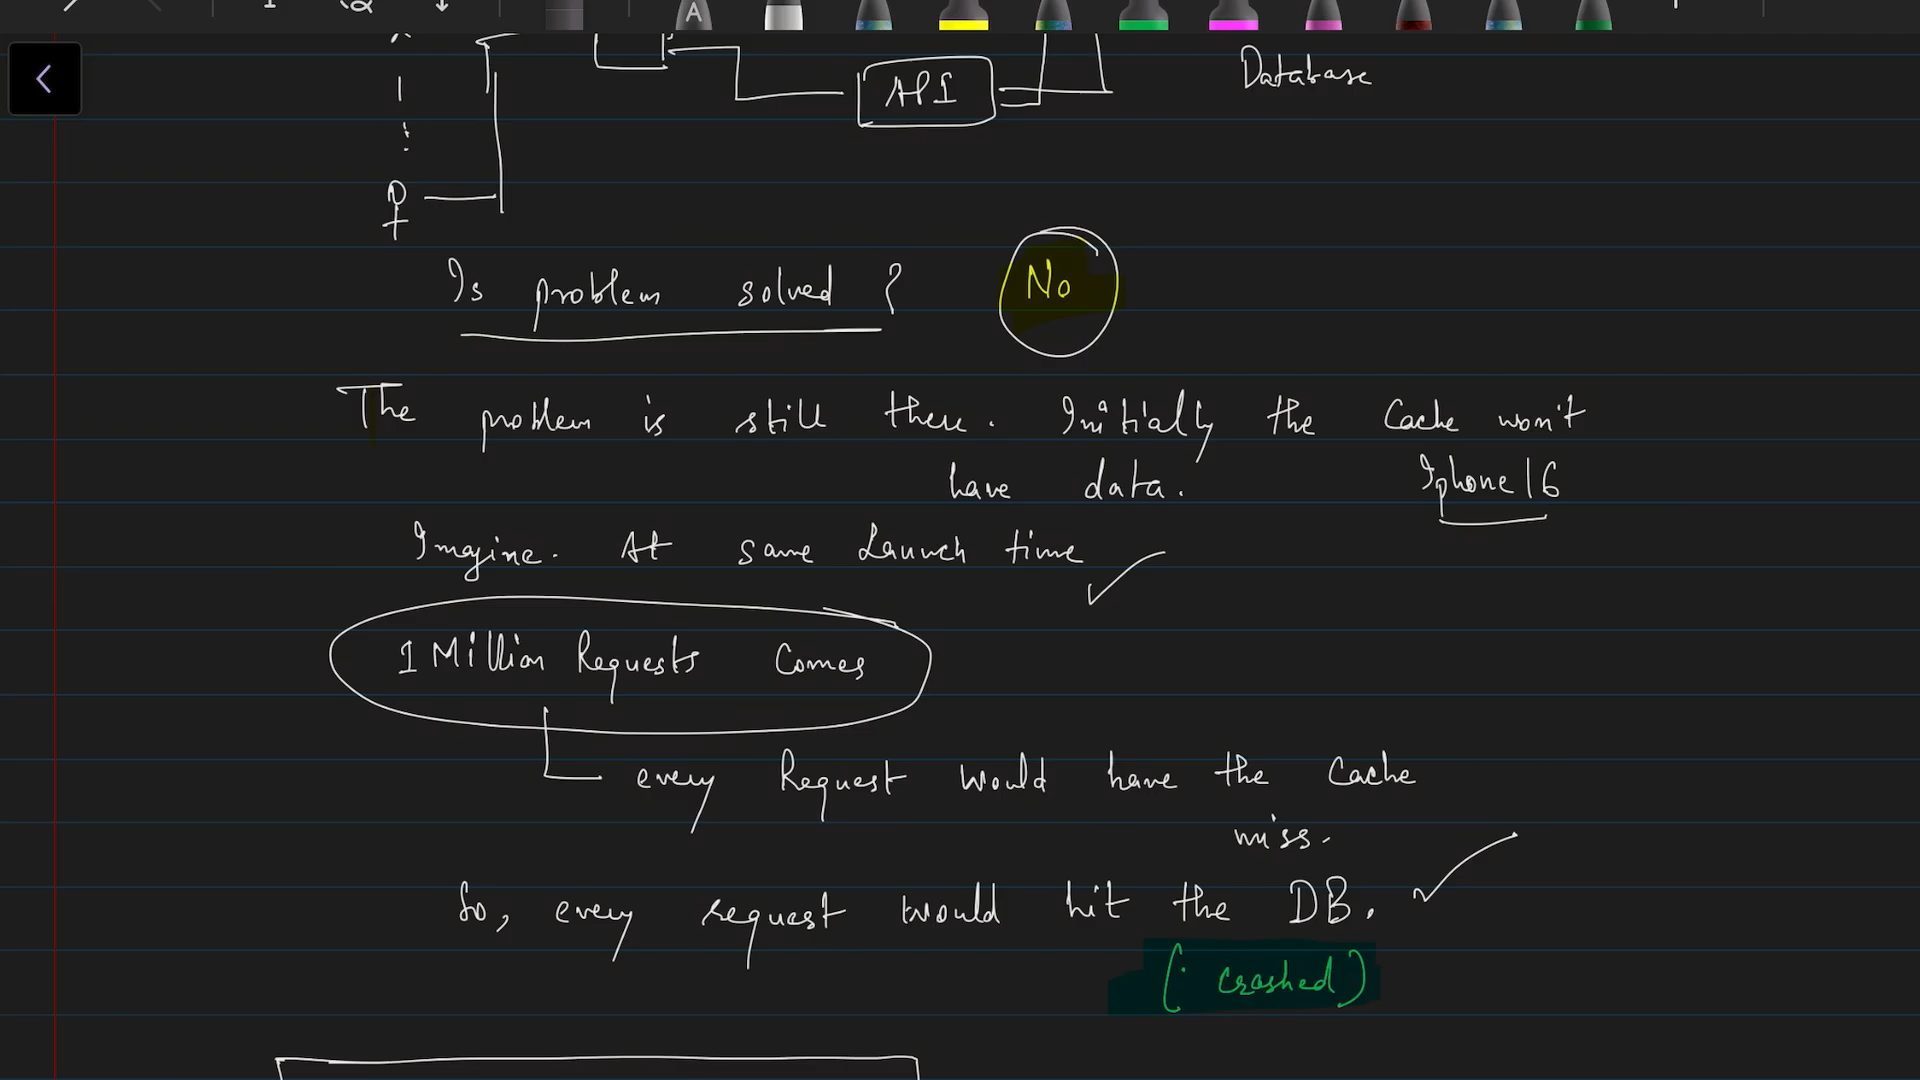 A
API
Database
Is problem solved ? No
The problem is still there. Initially the Cache won't
have data. Iphone 16
Imagine. At same Launch time
1 Million Requests Comes
every Request would have the Cache
miss.
So, every request would hit the DB.
(: crashed)